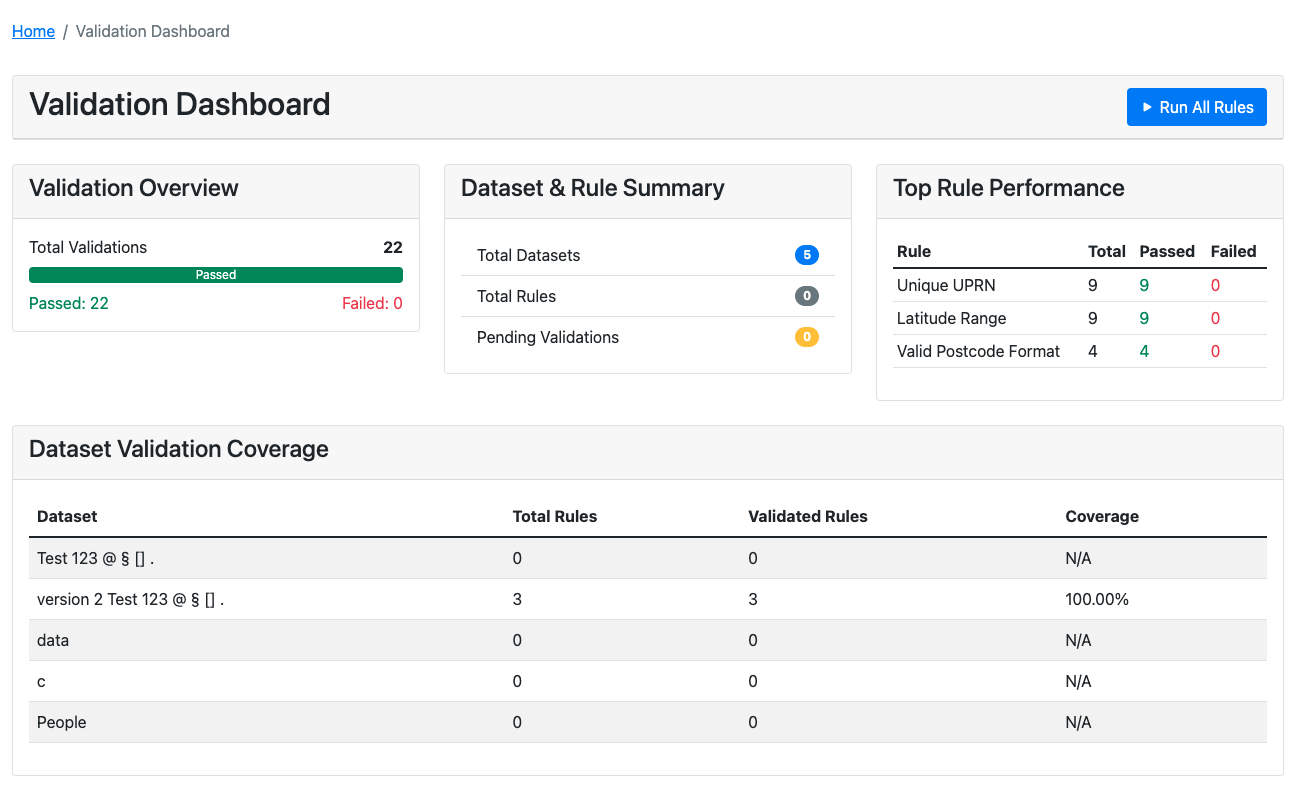 Home / Validation Dashboard
Validation Dashboard
Run All Rules
Validation Overview
Total Validations 22
Passed
Passed: 22 Failed: 0
Dataset & Rule Summary
Total Datasets 5
Total Rules 0
Pending Validations 0
Top Rule Performance
Rule Total Passed Failed
Unique UPRN 9 9 0
Latitude Range 9 9 0
Valid Postcode Format 4 4 0
Dataset Validation Coverage
Dataset Total Rules Validated Rules Coverage
Test 123 @ § [] . 0 0 N/A
version 2 Test 123 @ § [] . 3 3 100.00%
data 0 0 N/A
c 0 0 N/A
People 0 0 N/A